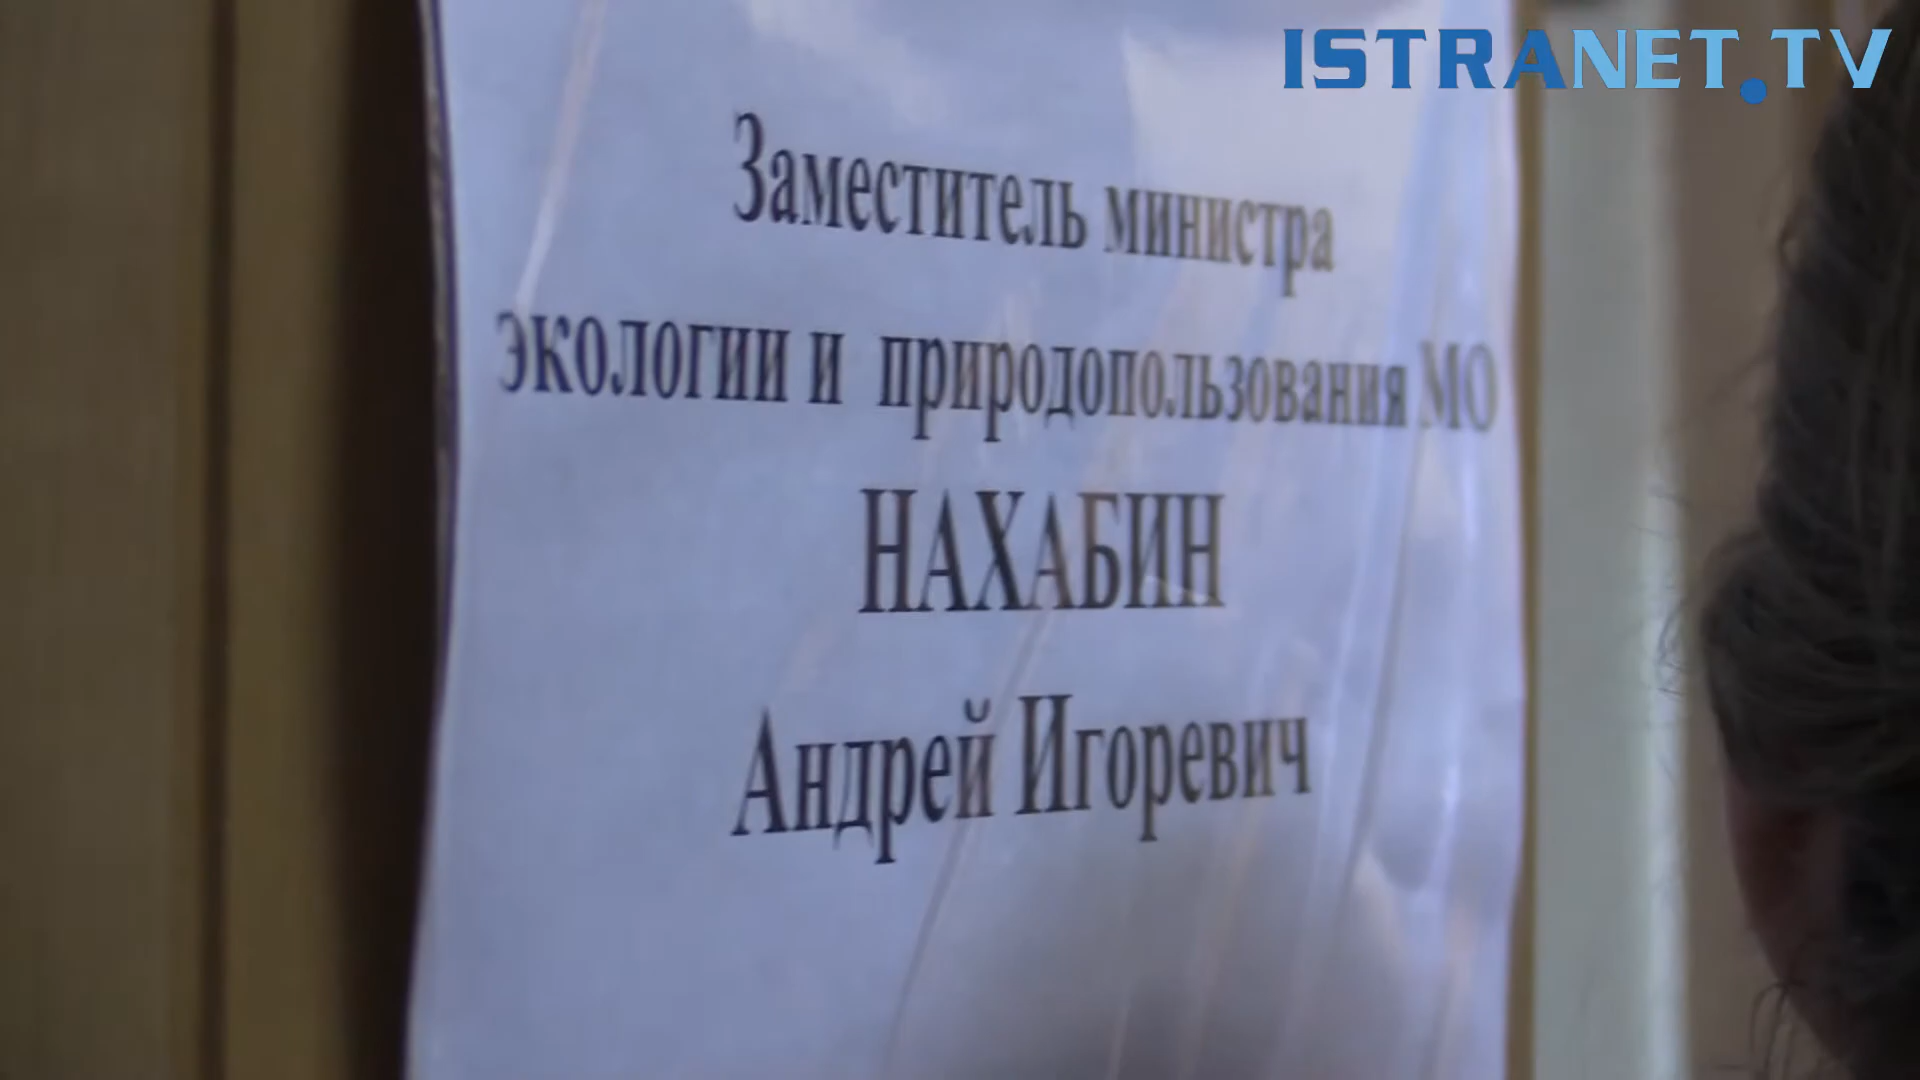 ISTRANET.TV
Заместитель министра
экологии и природопользования МО
НАХАБИН
Андрей Игоревич